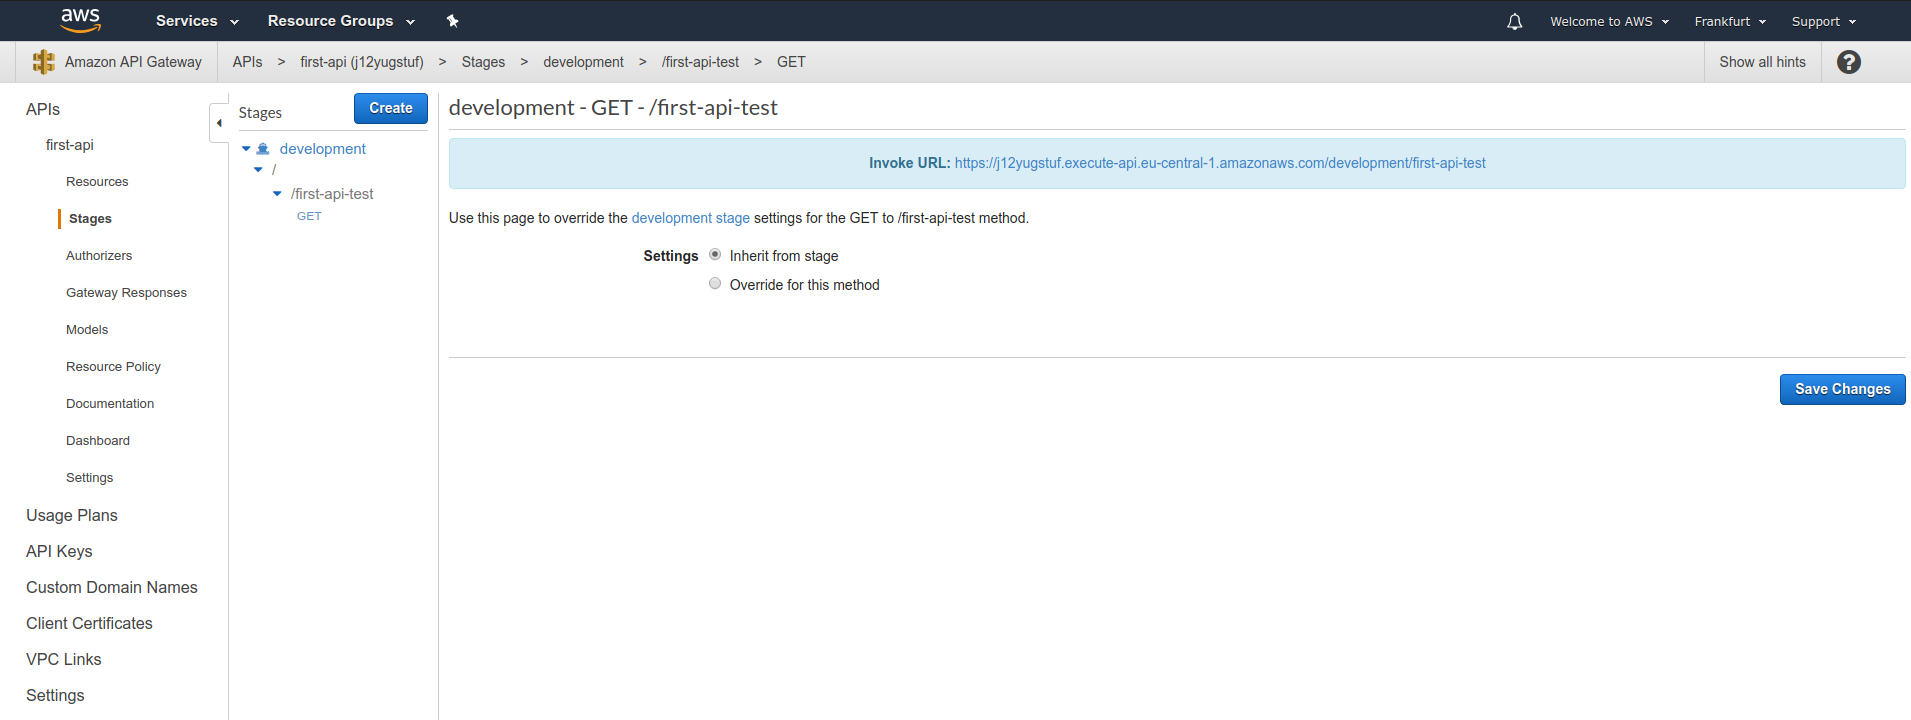 aws Services Resource Groups Welcome to AWS Frankfurt Support
Amazon API Gateway APIs > first-api (j12yugstuf) > Stages > development > /first-api-test > GET Show all hints ?
APIs
first-api
Resources
Stages
Authorizers
Gateway Responses
Models
Resource Policy
Documentation
Dashboard
Settings
Usage Plans
API Keys
Custom Domain Names
Client Certificates
VPC Links
Settings
Stages Create
development
/
/first-api-test
GET
development - GET - /first-api-test
Invoke URL: https://j12yugstuf.execute-api.eu-central-1.amazonaws.com/development/first-api-test
Use this page to override the development stage settings for the GET to /first-api-test method.
Settings Inherit from stage
Override for this method
Save Changes